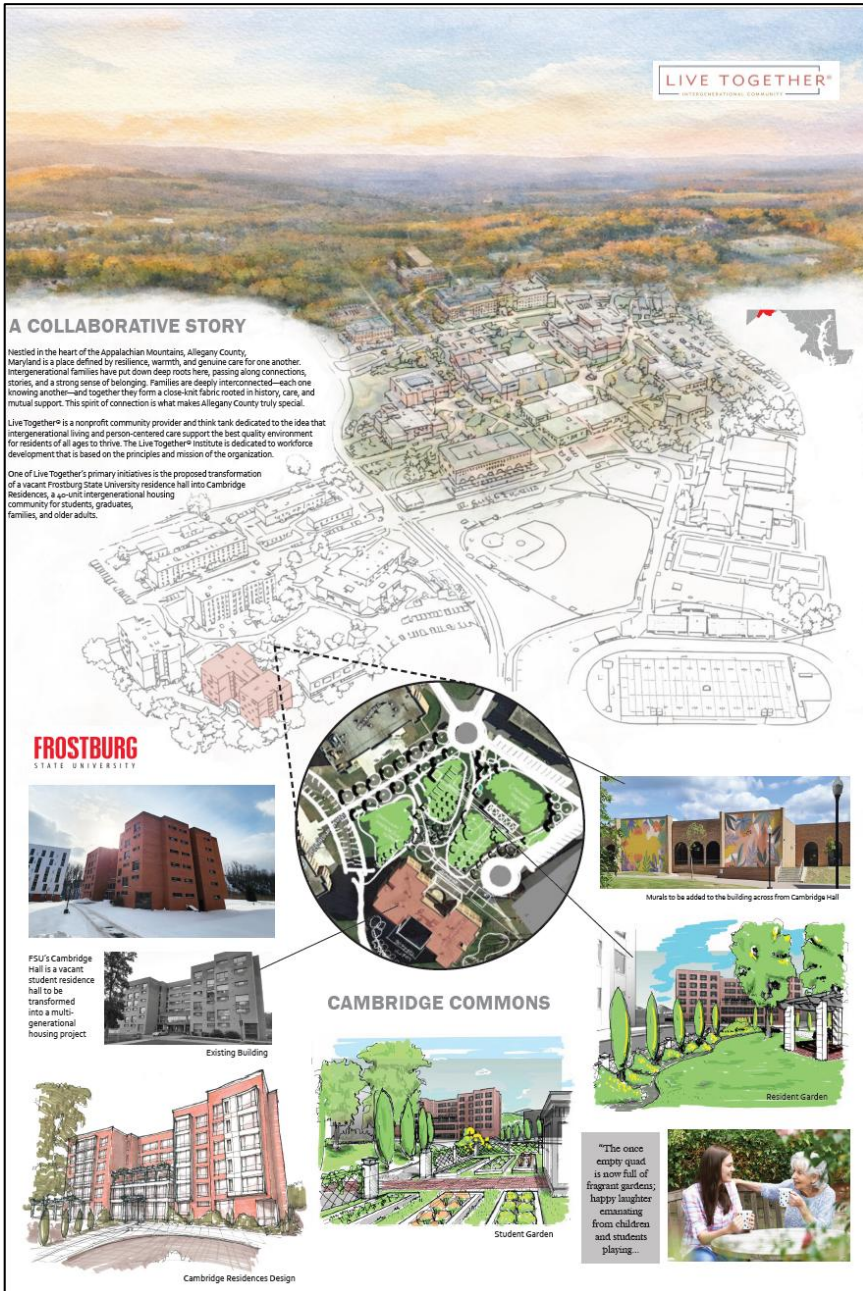 LIVE TOGETHER®
INTERGENERATIONAL COMMUNITY
A COLLABORATIVE STORY
Nestled in the heart of the Appalachian Mountains, Allegany County,
Maryland is a place defined by resilience, warmth, and genuine care for one another.
Intergenerational families have put down deep roots here, passing along connections,
stories, and a strong sense of belonging. Families are deeply interconnected—each one
knowing another—and together they form a close-knit fabric rooted in history, care, and
mutual support. This spirit of connection is what makes Allegany County truly special.
Live Together® is a nonprofit community provider and think tank dedicated to the idea that
intergenerational living and person-centered care support the best quality environment
for residents of all ages to thrive. The Live Together® Institute is dedicated to workforce
development that is based on the principles and mission of the organization.
One of Live Together's primary initiatives is the proposed transformation
of a vacant Frostburg State University residence hall into Cambridge
Residences, a 40-unit intergenerational housing
community for students, graduates,
families, and older adults.
FROSTBURG
STATE UNIVERSITY
Murals to be added to the building across from Cambridge Hall
FSU's Cambridge
Hall is a vacant
student residence
hall to be
transformed
into a multi-
generational
housing project
Existing Building
CAMBRIDGE COMMONS
Resident Garden
Student Garden
Cambridge Residences Design
"The once
empty quad
is now full of
fragrant gardens;
happy laughter
emanating
from children
and students
playing...